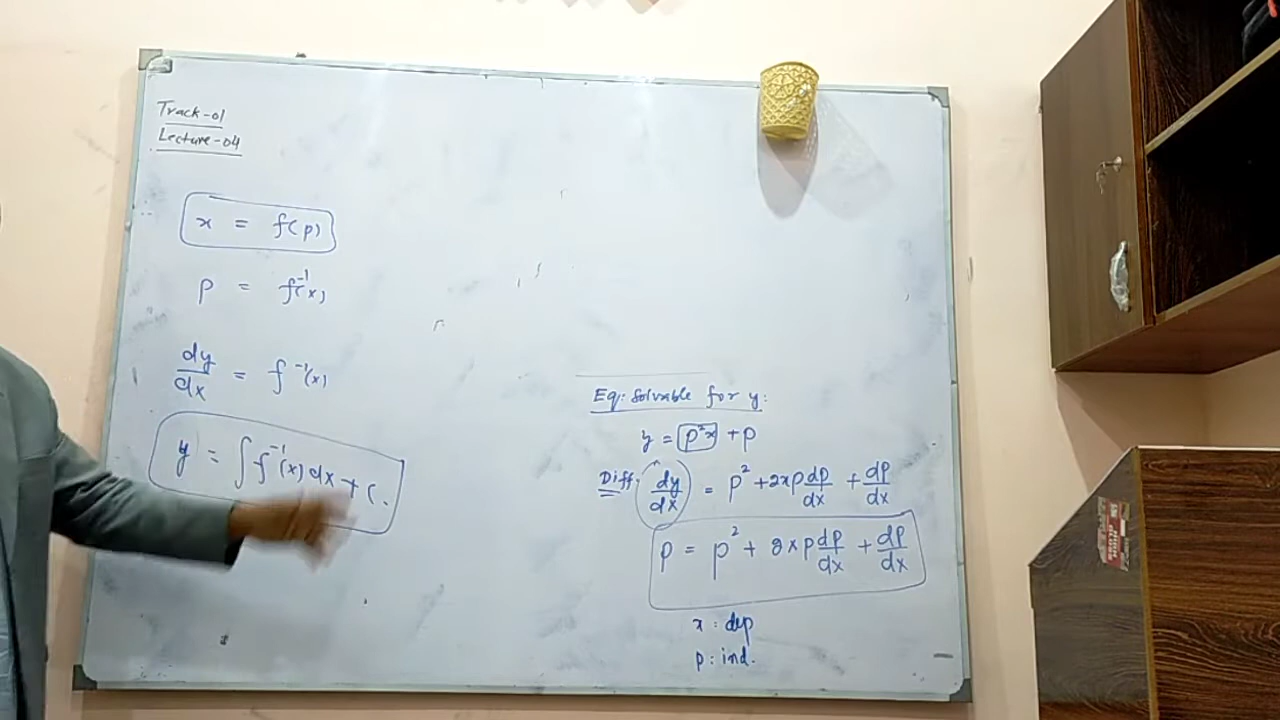 Track-01
Lecture-04
x = f(p)
p = f⁻¹(x)
dy/dx = f⁻¹(x)
y = ∫ f⁻¹(x) dx + C.
Eq: Solvable for y:
y = p²x + p
Diff. dy/dx = p² + 2xp dp/dx + dp/dx
p = p² + 2xp dp/dx + dp/dx
x : dep
p : ind.